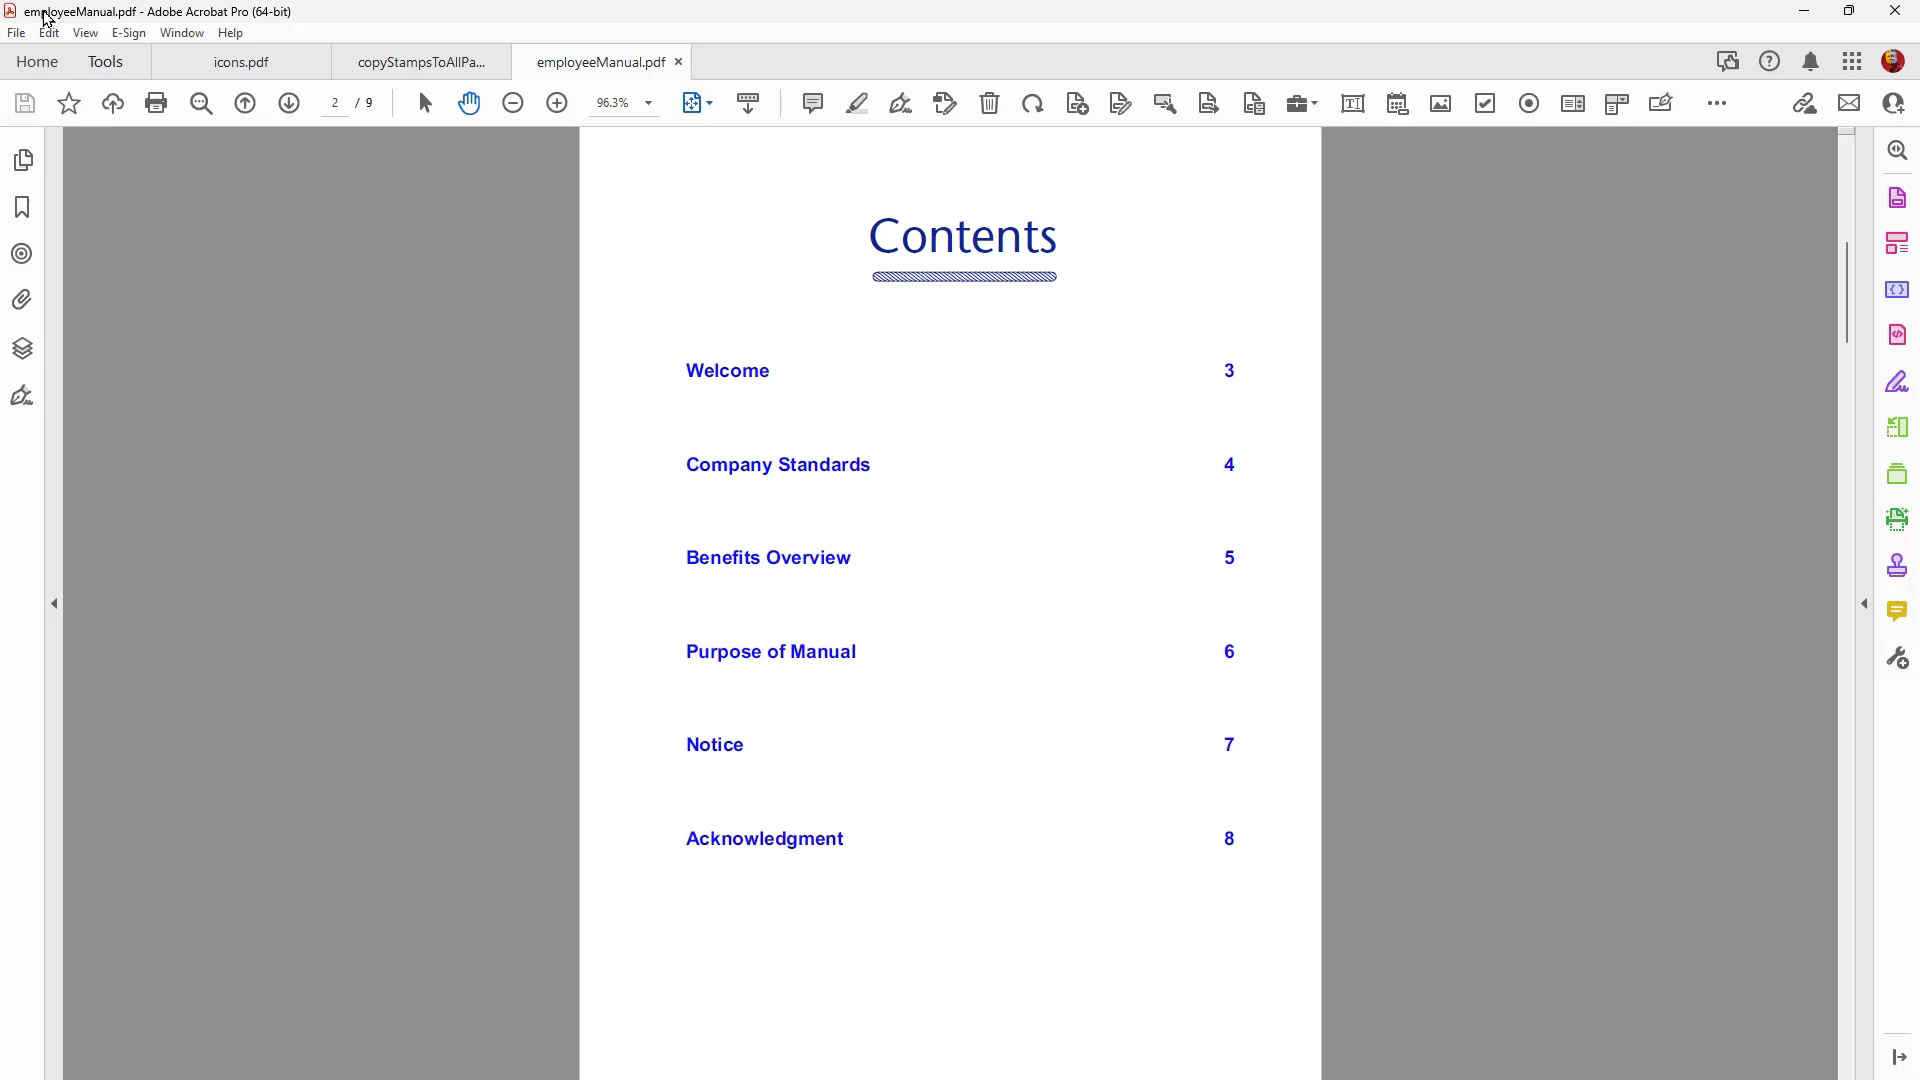 employeeManual.pdf - Adobe Acrobat Pro (64-bit)
File Edit View E-Sign Window Help
Home Tools icons.pdf copyStampsToAllPa... employeeManual.pdf
2 / 9 96.3%
Contents
Welcome 3
Company Standards 4
Benefits Overview 5
Purpose of Manual 6
Notice 7
Acknowledgment 8